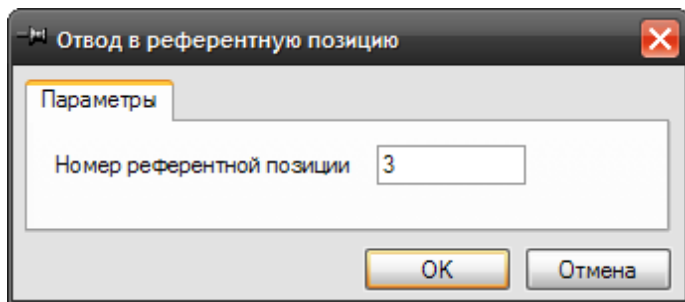 Отвод в референтную позицию
Параметры
Номер референтной позиции 3
OK Отмена